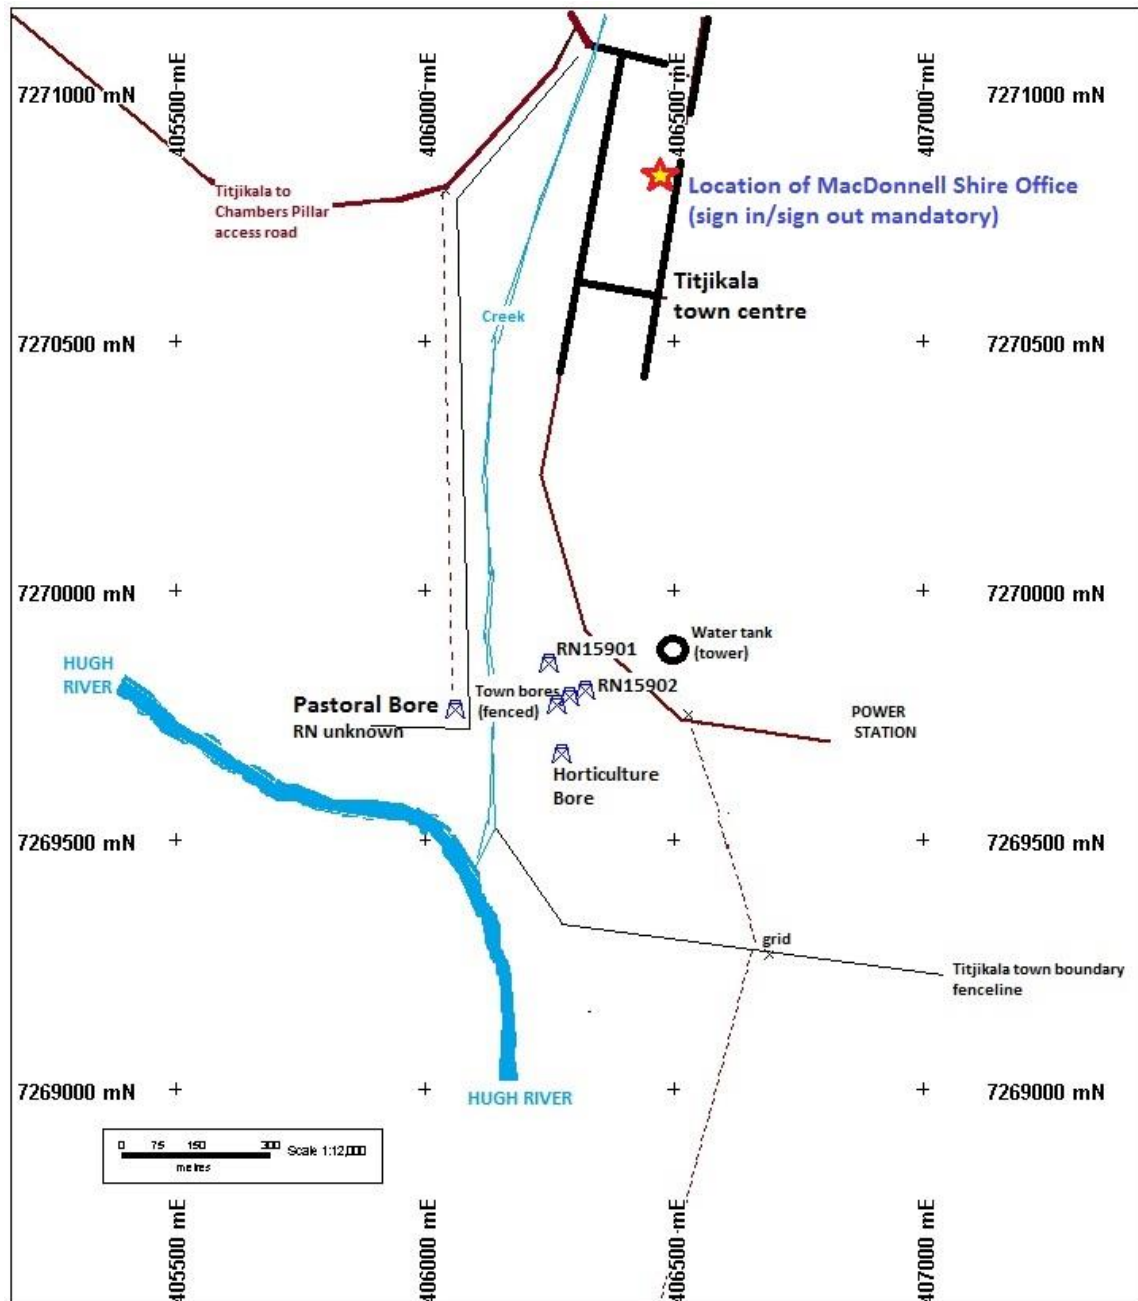 405500 mE
406000 mE
406500 mE
407000 mE
7271000 mN
7271000 mN
Titjikala to
Chambers Pillar
access road
Location of MacDonnell Shire Office
(sign in/sign out mandatory)
Titjikala
town centre
Creek
7270500 mN
7270500 mN
7270000 mN
7270000 mN
HUGH
RIVER
RN15901
Water tank
(tower)
Pastoral Bore
RN unknown
Town bores
(fenced)
RN15902
POWER
STATION
Horticulture
Bore
7269500 mN
7269500 mN
grid
Titjikala town boundary
fenceline
7269000 mN
7269000 mN
HUGH RIVER
0 75 150 300 Scale 1:12,000
metres
405500 mE
406000 mE
406500 mE
407000 mE